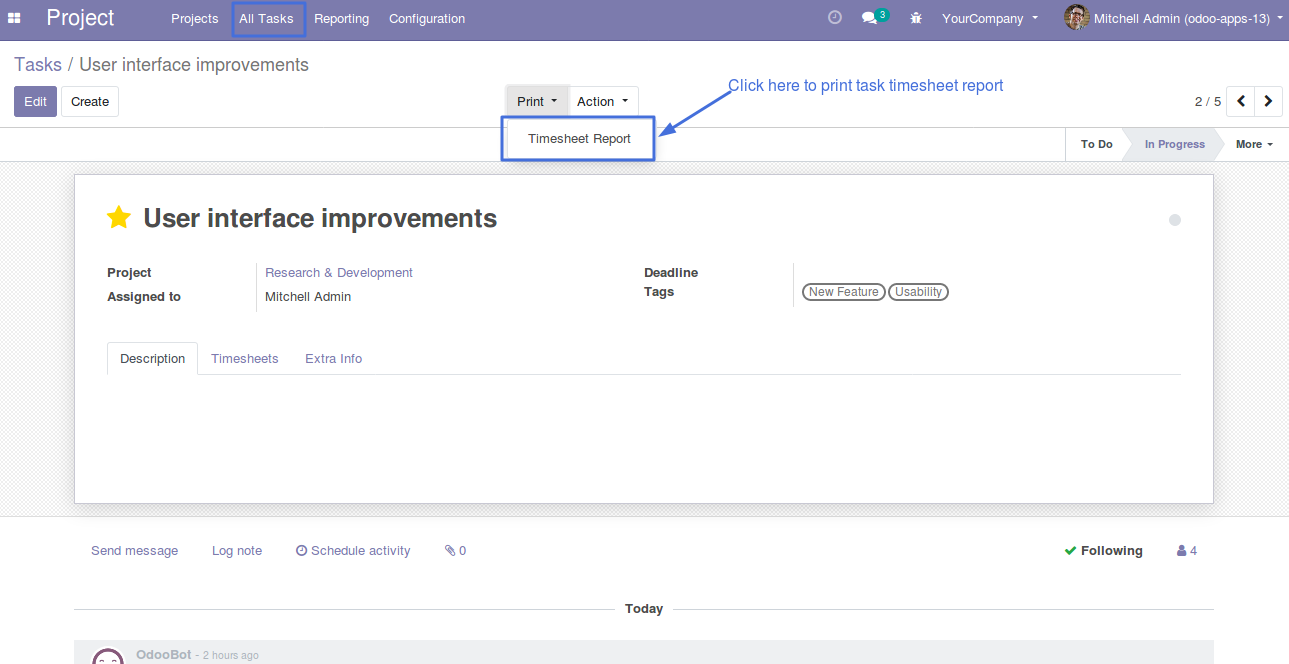 Project Projects All Tasks Reporting Configuration 3 YourCompany Mitchell Admin (odoo-apps-13)
Tasks / User interface improvements
Click here to print task timesheet report
Edit Create Print Action 2 / 5
Timesheet Report
To Do In Progress More
User interface improvements
Project Research & Development Deadline
Assigned to Mitchell Admin Tags New Feature Usability
Description Timesheets Extra Info
Send message Log note Schedule activity 0 Following 4
Today
OdooBot - 2 hours ago